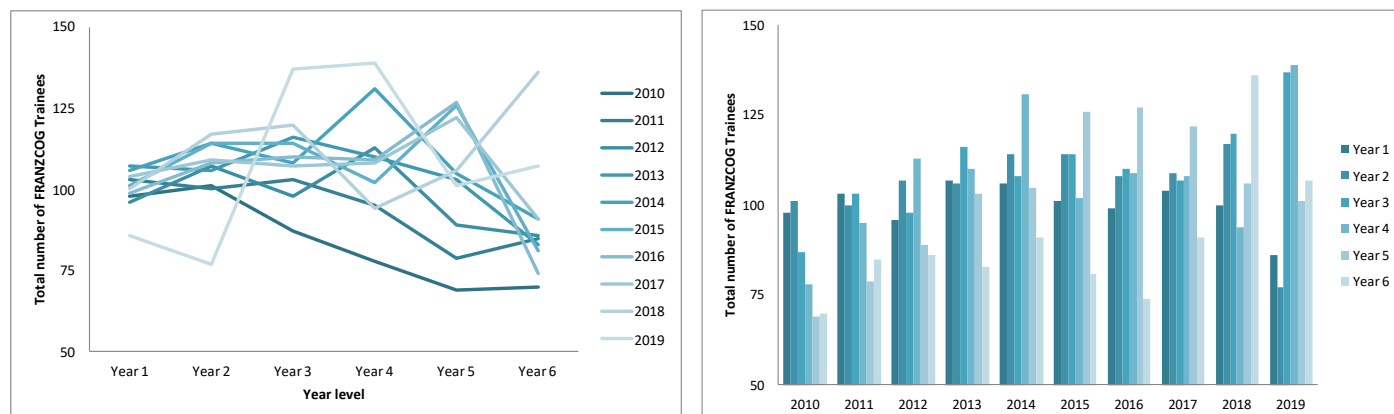 150
125
100
75
50
Total number of FRANZCOG Trainees
Year 1 Year 2 Year 3 Year 4 Year 5 Year 6
Year level
2010
2011
2012
2013
2014
2015
2016
2017
2018
2019
150
125
100
75
50
Total number of FRANZCOG Trainees
2010 2011 2012 2013 2014 2015 2016 2017 2018 2019
Year 1
Year 2
Year 3
Year 4
Year 5
Year 6